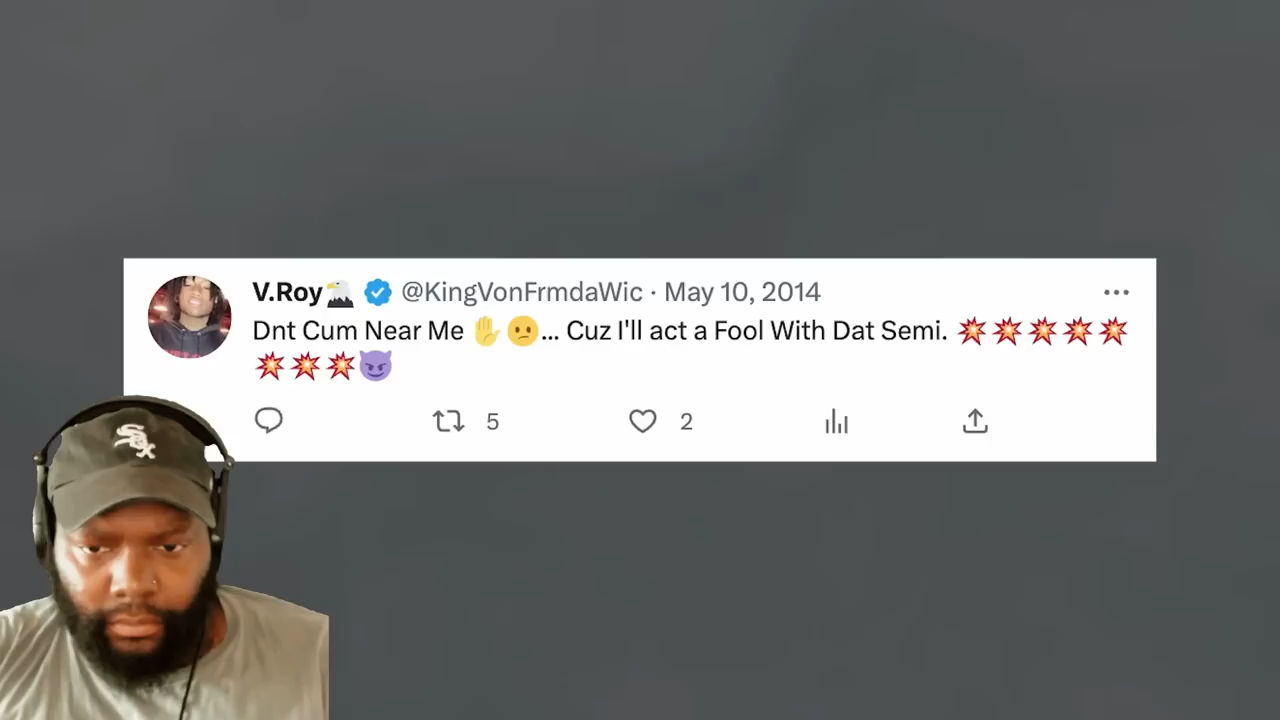 V.Roy🦅 @KingVonFrmdaWic · May 10, 2014
Dnt Cum Near Me ✋😕... Cuz I'll act a Fool With Dat Semi. 💥💥💥💥💥
💥💥💥😈
5 2
Sox